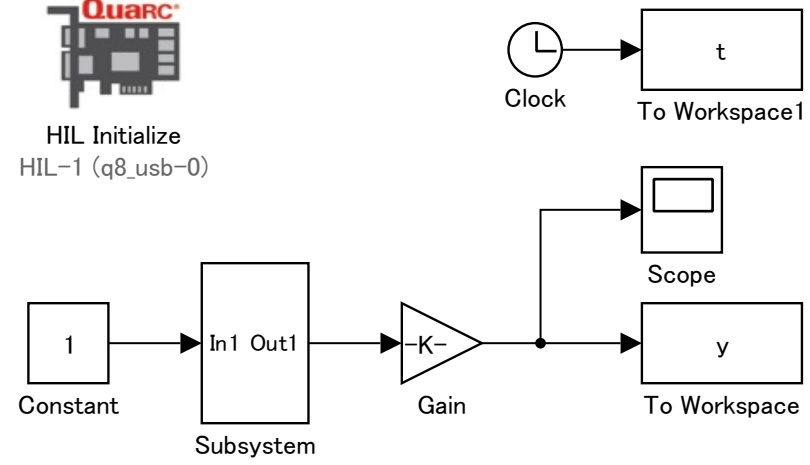 QUARC
HIL Initialize
HIL-1 (q8_usb-0)
Clock
t
To Workspace1
Scope
1
Constant
In1 Out1
Subsystem
-K-
Gain
y
To Workspace